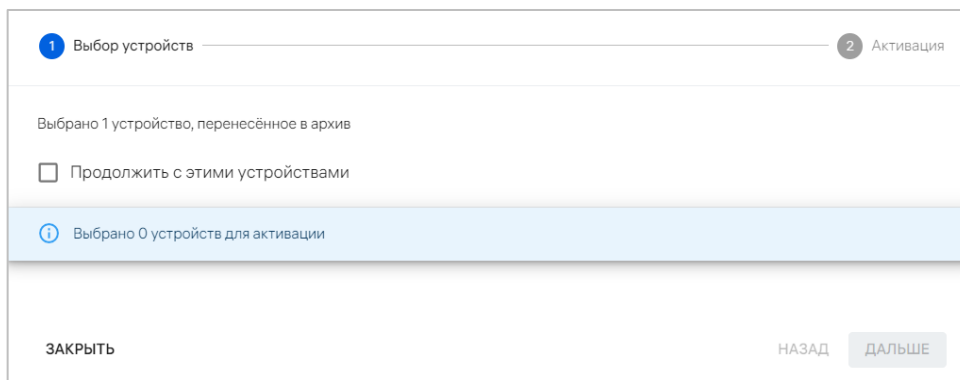 1 Выбор устройств 2 Активация
Выбрано 1 устройство, перенесённое в архив
Продолжить с этими устройствами
Выбрано 0 устройств для активации
ЗАКРЫТЬ НАЗАД ДАЛЬШЕ